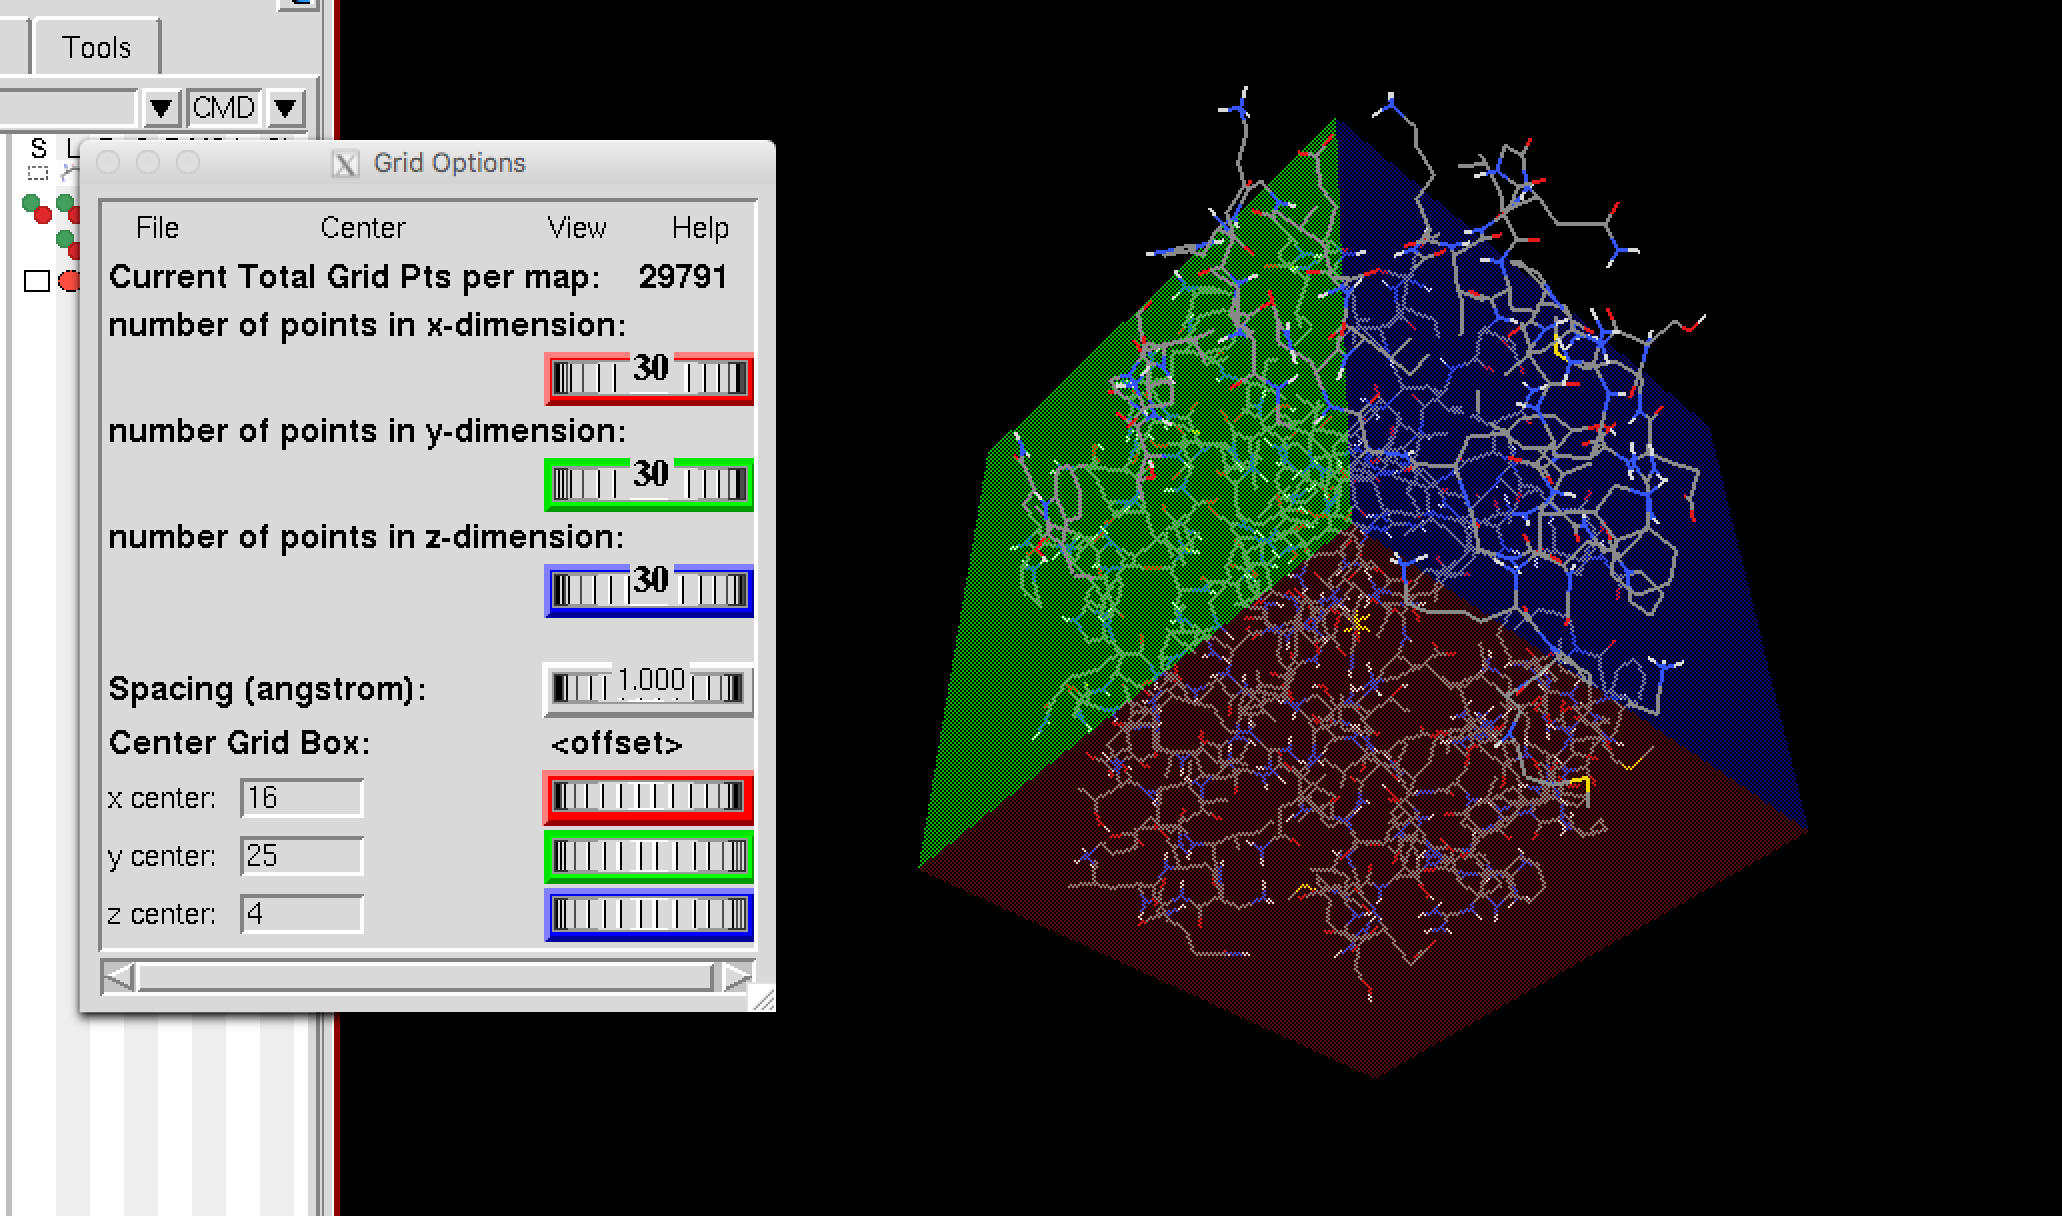 Tools
CMD
S L
Grid Options
File Center View Help
Current Total Grid Pts per map: 29791
number of points in x-dimension:
30
number of points in y-dimension:
30
number of points in z-dimension:
30
Spacing (angstrom): 1.000
Center Grid Box: <offset>
x center: 16
y center: 25
z center: 4